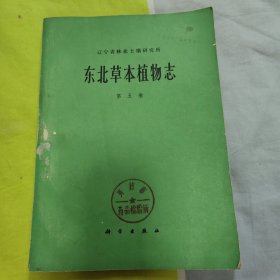 辽宁省林业土壤研究所
东北草本植物志
第五卷
科学出版社